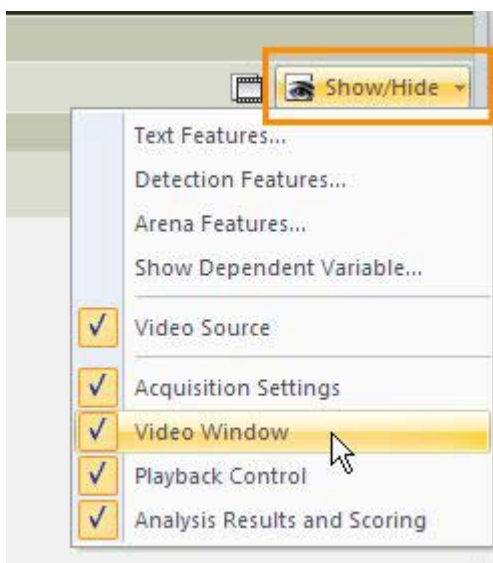 Show/Hide
Text Features...
Detection Features...
Arena Features...
Show Dependent Variable...
Video Source
Acquisition Settings
Video Window
Playback Control
Analysis Results and Scoring